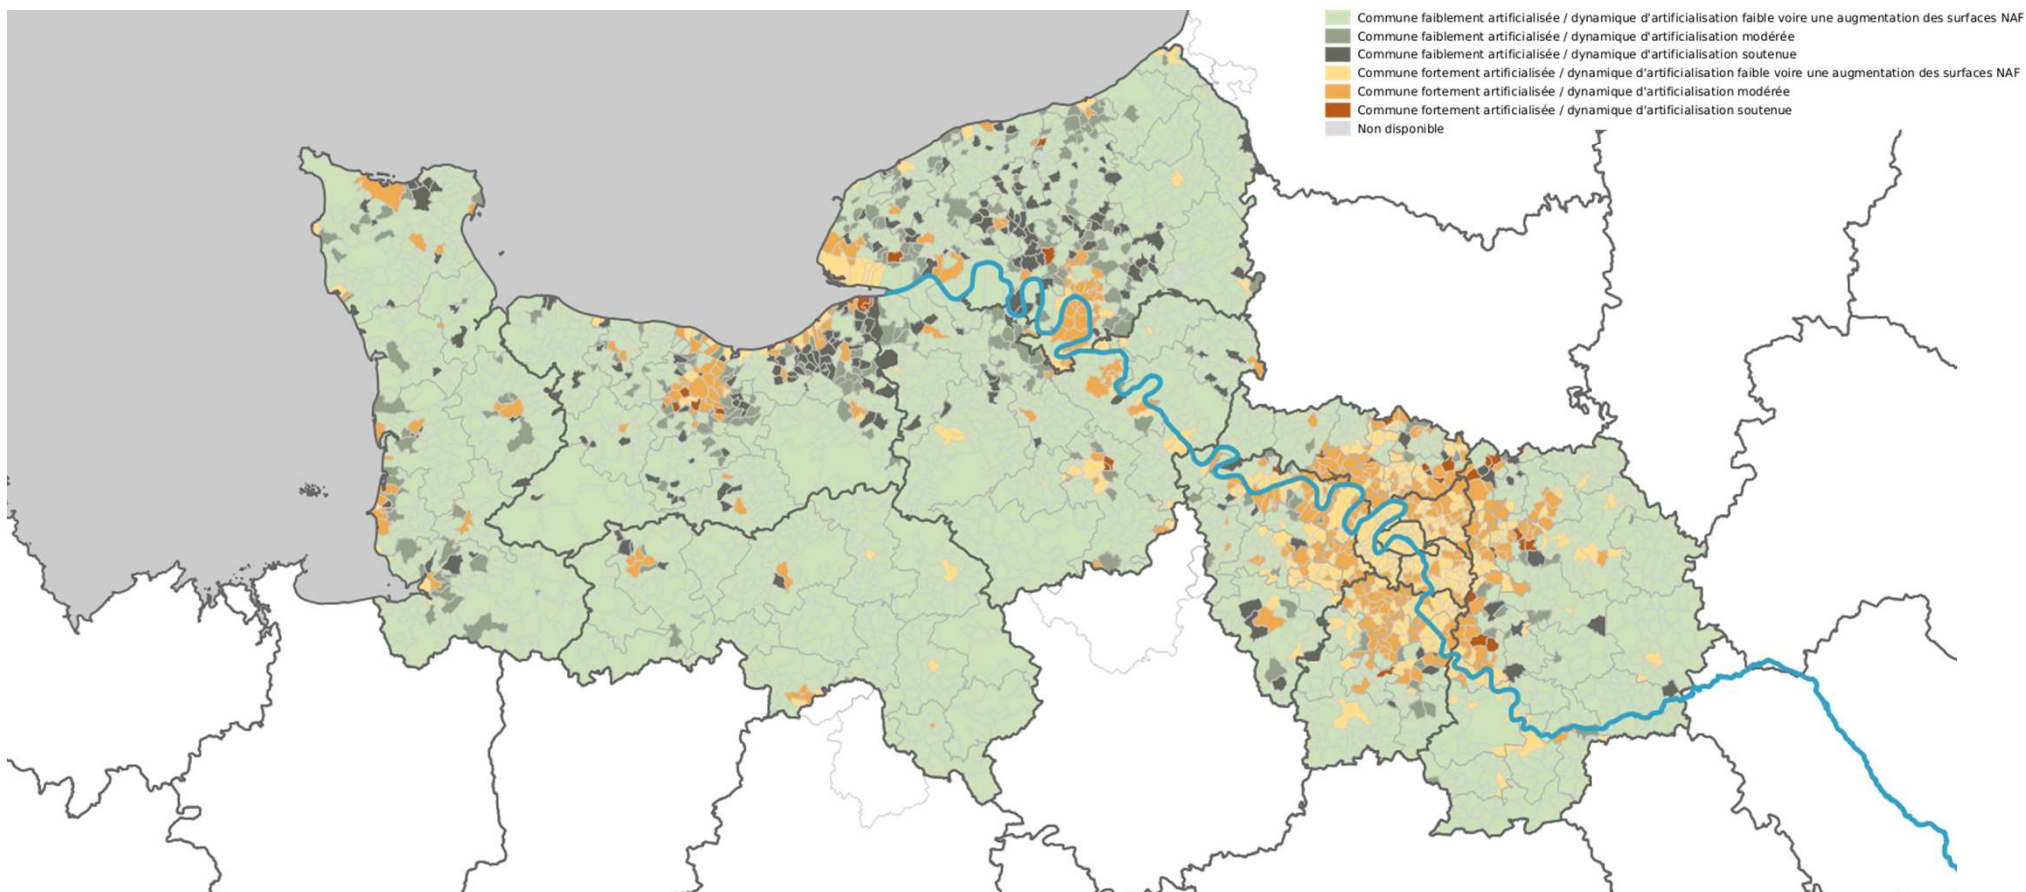 Commune faiblement artificialisée / dynamique d'artificialisation faible voire une augmentation des surfaces NAF
Commune faiblement artificialisée / dynamique d'artificialisation modérée
Commune faiblement artificialisée / dynamique d'artificialisation soutenue
Commune fortement artificialisée / dynamique d'artificialisation faible voire une augmentation des surfaces NAF
Commune fortement artificialisée / dynamique d'artificialisation modérée
Commune fortement artificialisée / dynamique d'artificialisation soutenue
Non disponible